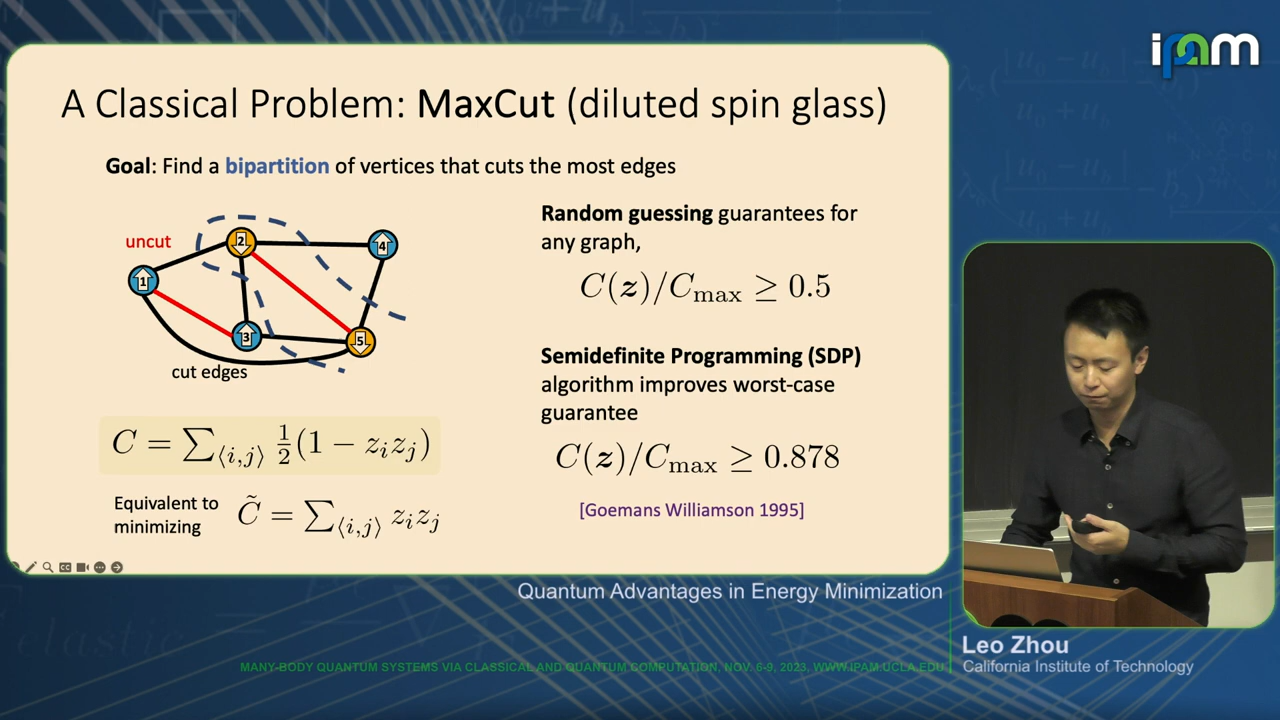 ipam
A Classical Problem: MaxCut (diluted spin glass)
Goal: Find a bipartition of vertices that cuts the most edges
uncut
1
2
3
4
5
cut edges
C = ∑⟨i,j⟩ 1/2 (1 − zᵢzⱼ)
Equivalent to
minimizing
C̃ = ∑⟨i,j⟩ zᵢzⱼ
Random guessing guarantees for
any graph,
C(z)/Cmax ≥ 0.5
Semidefinite Programming (SDP)
algorithm improves worst-case
guarantee
C(z)/Cmax ≥ 0.878
[Goemans Williamson 1995]
Quantum Advantages in Energy Minimization
Leo Zhou
California Institute of Technology
MANY-BODY QUANTUM SYSTEMS VIA CLASSICAL AND QUANTUM COMPUTATION, NOV. 6-9, 2023, WWW.IPAM.UCLA.EDU